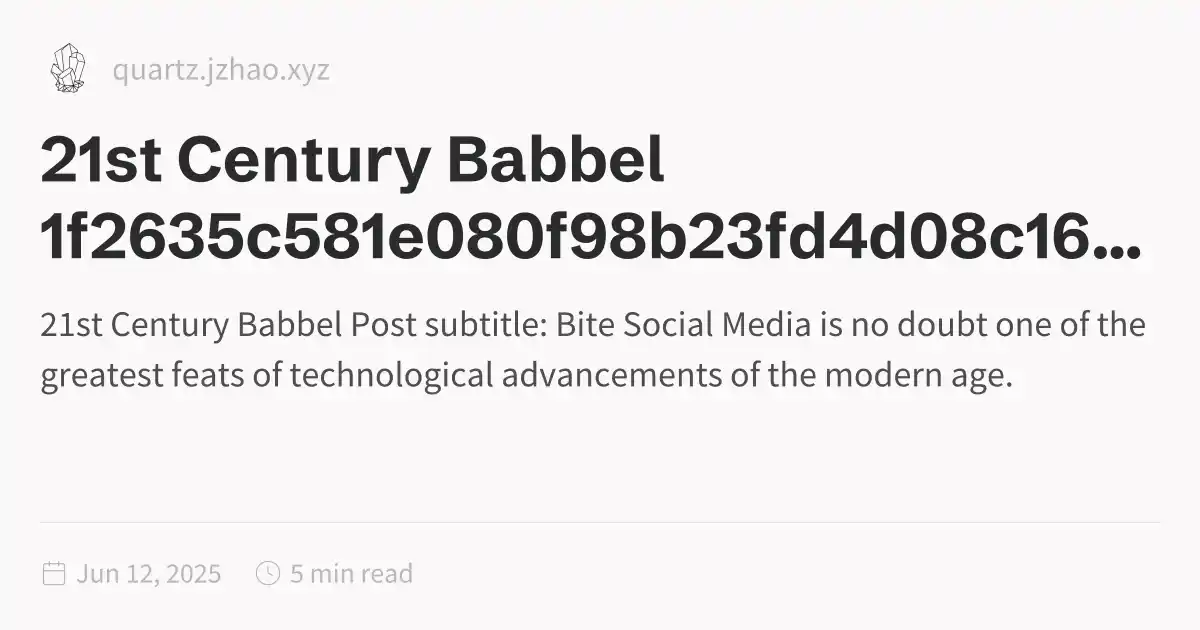 quartz.jzhao.xyz
21st Century Babbel
1f2635c581e080f98b23fd4d08c16...
21st Century Babbel Post subtitle: Bite Social Media is no doubt one of the
greatest feats of technological advancements of the modern age.
Jun 12, 2025 5 min read